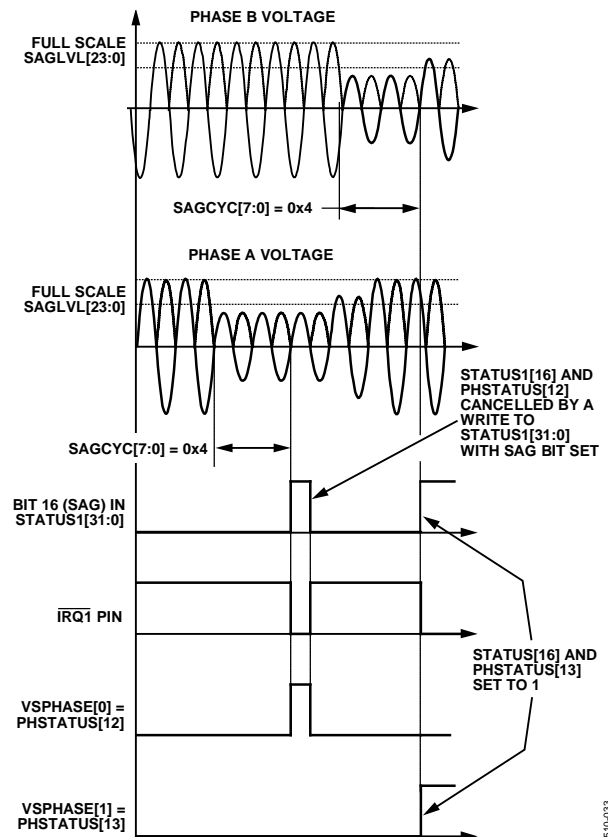 PHASE B VOLTAGE
FULL SCALE
SAGLVL[23:0]
SAGCYC[7:0] = 0x4
PHASE A VOLTAGE
FULL SCALE
SAGLVL[23:0]
STATUS1[16] AND
PHSTATUS[12]
CANCELLED BY A
WRITE TO
STATUS1[31:0]
WITH SAG BIT SET
SAGCYC[7:0] = 0x4
BIT 16 (SAG) IN
STATUS1[31:0]
IRQ1 PIN
STATUS[16] AND
PHSTATUS[13]
SET TO 1
VSPHASE[0] =
PHSTATUS[12]
VSPHASE[1] =
PHSTATUS[13]